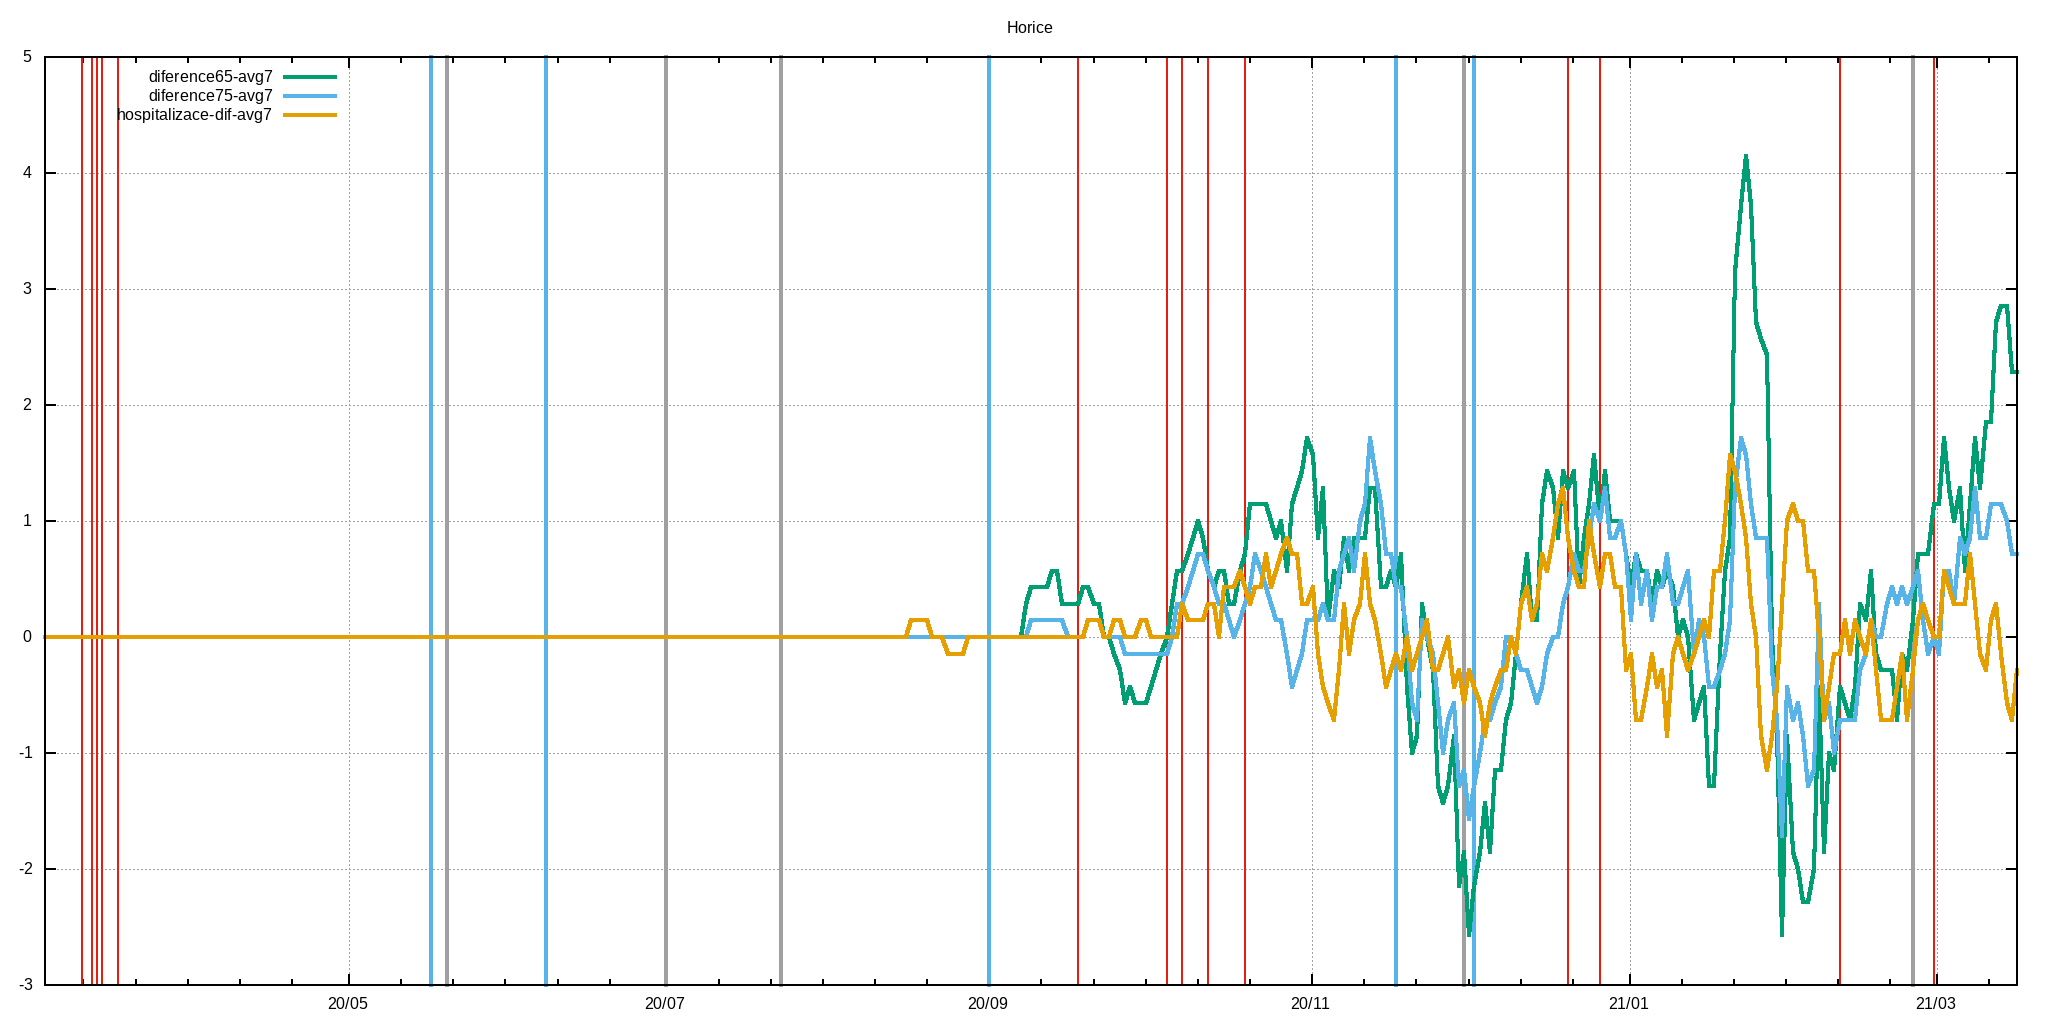 Horice
diference65-avg7
diference75-avg7
hospitalizace-dif-avg7
5
4
3
2
1
0
-1
-2
-3
20/05 20/07 20/09 20/11 21/01 21/03